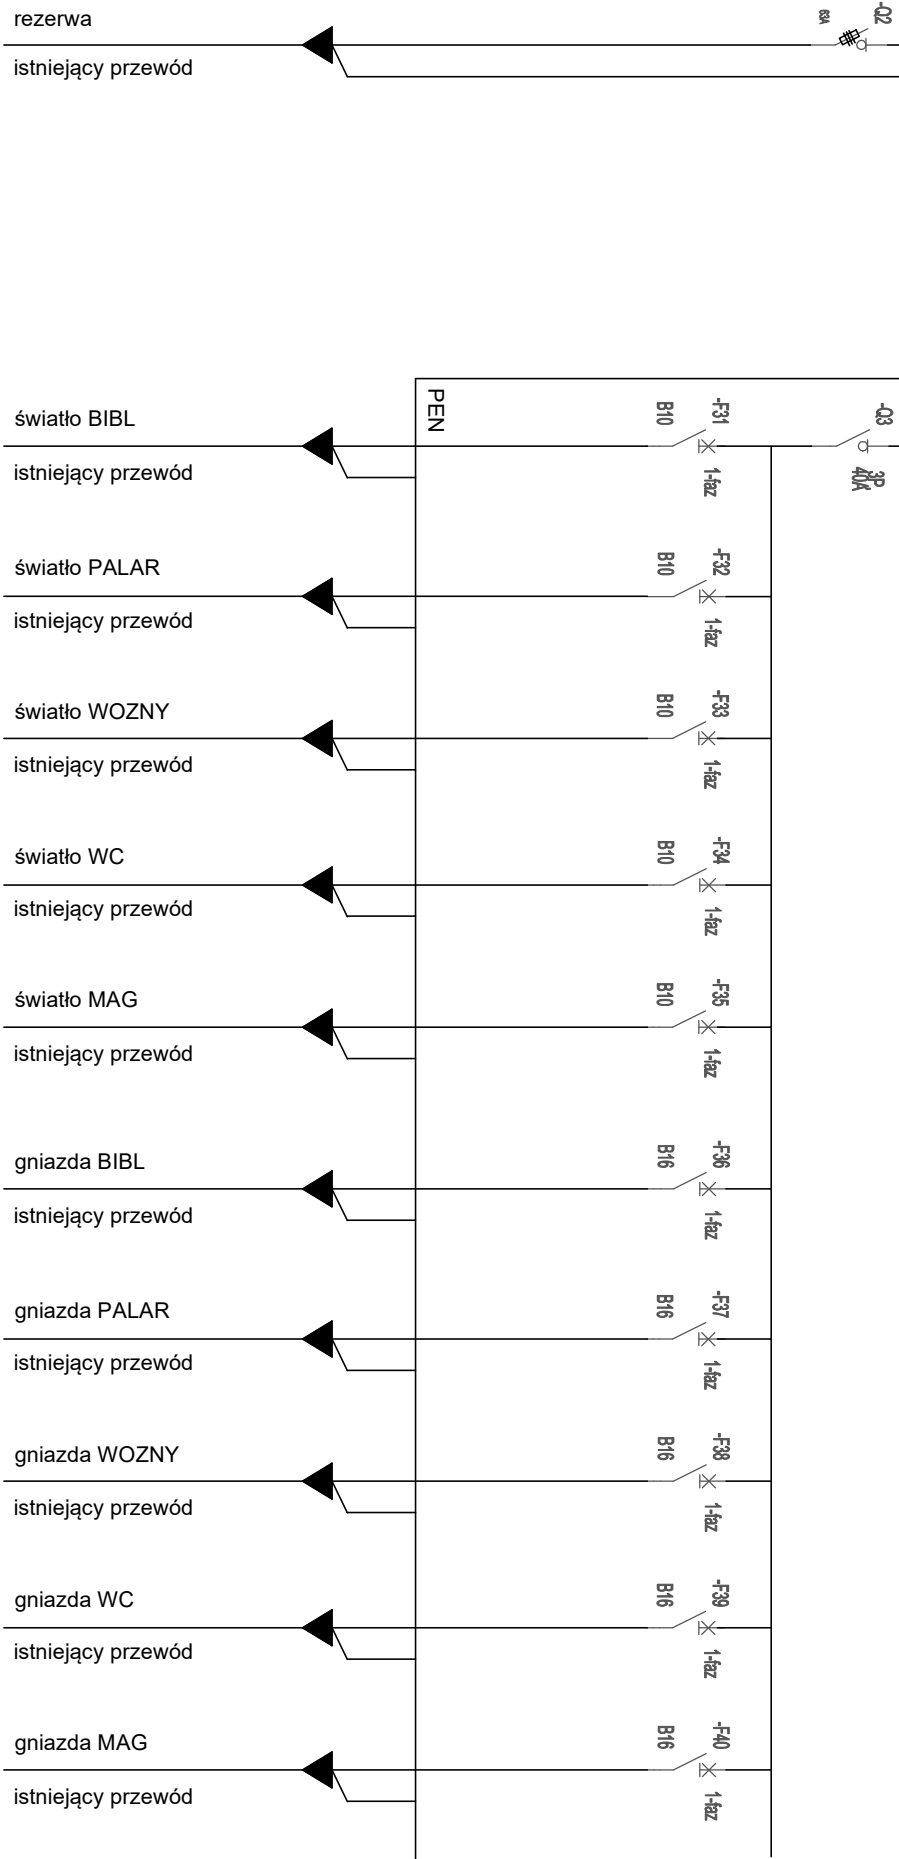 rezerwa
-Q2
63A
istniejący przewód
PEN
-Q3
3P
40A
światło BIBL
B10
-F31
1-faz
istniejący przewód
światło PALAR
B10
-F32
1-faz
istniejący przewód
światło WOZNY
B10
-F33
1-faz
istniejący przewód
światło WC
B10
-F34
1-faz
istniejący przewód
światło MAG
B10
-F35
1-faz
istniejący przewód
gniazda BIBL
B16
-F36
1-faz
istniejący przewód
gniazda PALAR
B16
-F37
1-faz
istniejący przewód
gniazda WOZNY
B16
-F38
1-faz
istniejący przewód
gniazda WC
B16
-F39
1-faz
istniejący przewód
gniazda MAG
B16
-F40
1-faz
istniejący przewód